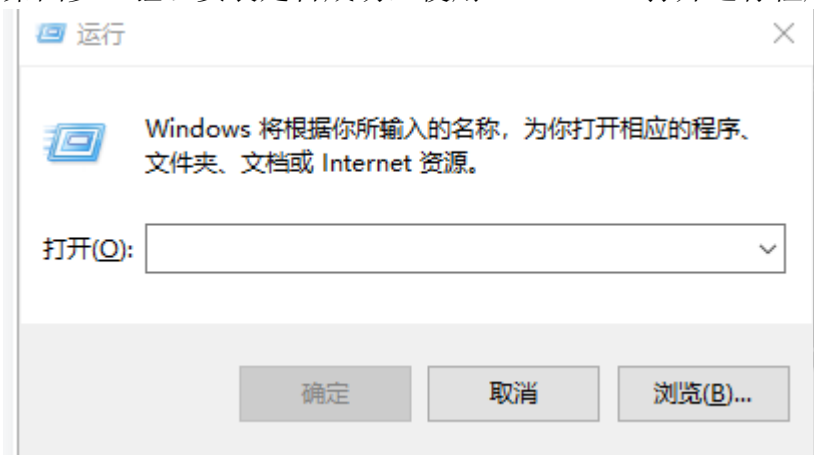 运行
Windows 将根据你所输入的名称，为你打开相应的程序、
文件夹、文档或 Internet 资源。
打开(O):
确定
取消
浏览(B)...